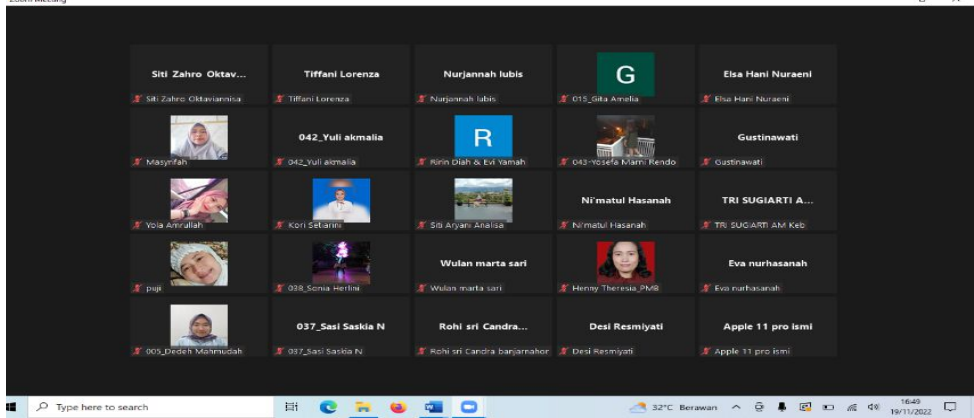 Zoom Meeting
Siti Zahro Oktav...
Siti Zahro Oktaviannisa
Tiffani Lorenza
Tiffani Lorenza
Nurjannah lubis
Nurjannah lubis
G
015_Gita Amelia
Elsa Hani Nuraeni
Elsa Hani Nuraeni
Masynfah
042_Yuli akmalia
042_Yuli akmalia
R
Ririn Diah & Evi Yamah
043-Yosefa Marni Rendo
Gustinawati
Gustinawati
Yola Amrullah
Kori Setiarini
Siti Aryani Analisa
Ni'matul Hasanah
Ni'matul Hasanah
TRI SUGIARTI A...
TRI SUGIARTI AM Keb
puji
038_Sonia Herlini
Wulan marta sari
Wulan marta sari
Henny Theresia_PMB
Eva nurhasanah
Eva nurhasanah
005_Dedeh Mahmudah
037_Sasi Saskia N
037_Sasi Saskia N
Rohi sri Candra...
Rohi sri Candra banjarnahor
Desi Resmiyati
Desi Resmiyati
Apple 11 pro ismi
Apple 11 pro ismi
Type here to search
32°C Berawan
16:49
19/11/2022